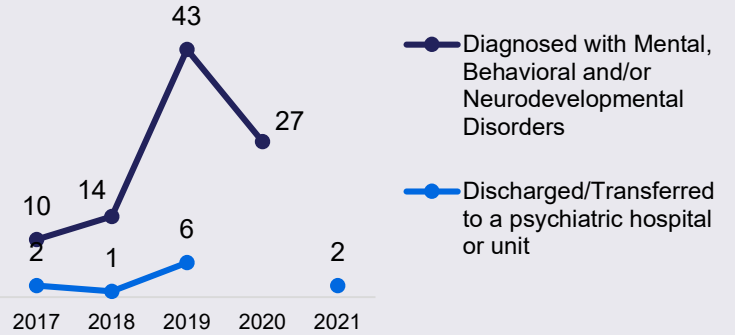 43
27
14
10
6
2
1
2
2017 2018 2019 2020 2021
Diagnosed with Mental,
Behavioral and/or
Neurodevelopmental
Disorders
Discharged/Transferred
to a psychiatric hospital
or unit